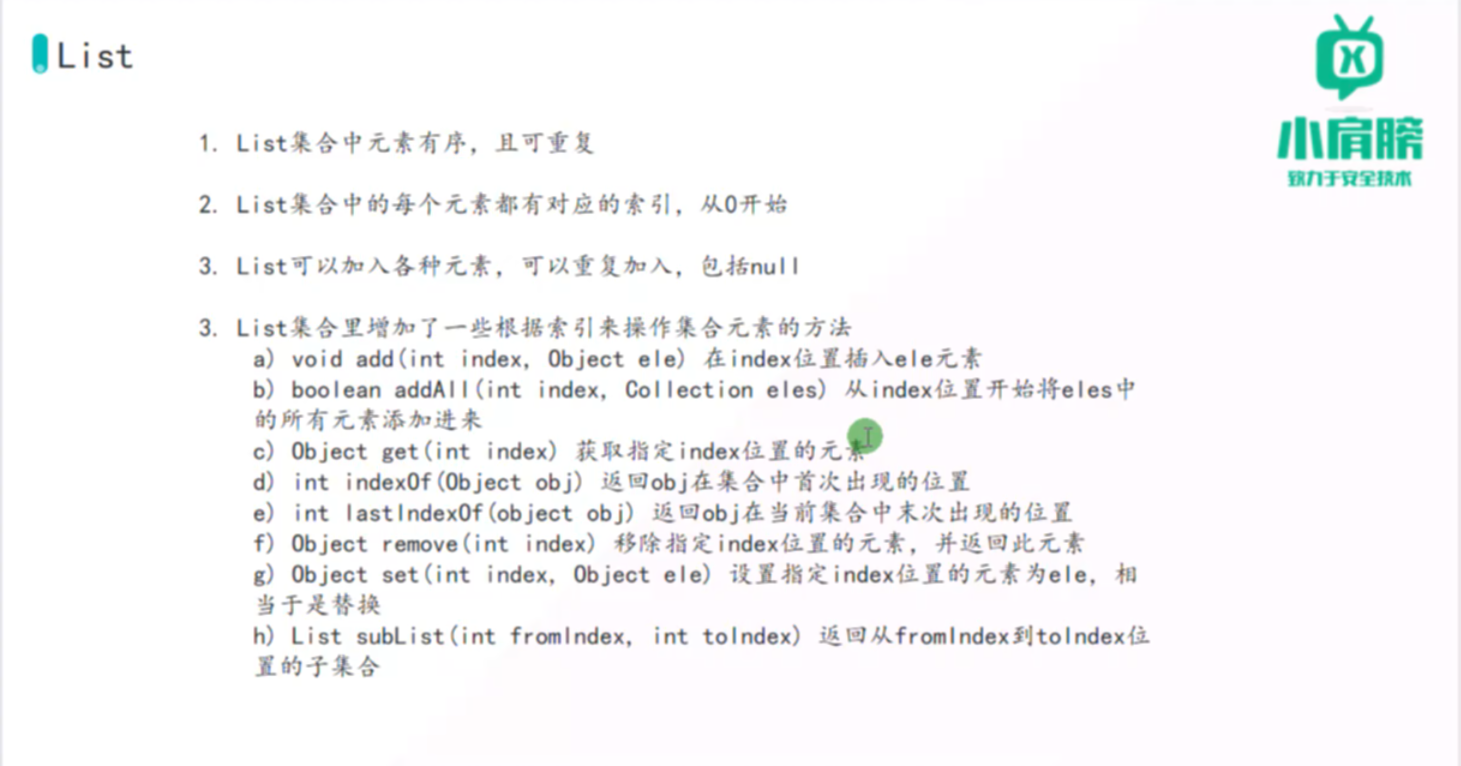 List
小肩膀
致力于安全技术
1. List集合中元素有序，且可重复
2. List集合中的每个元素都有对应的索引，从0开始
3. List可以加入各种元素，可以重复加入，包括null
3. List集合里增加了一些根据索引来操作集合元素的方法
a) void add(int index, Object ele) 在index位置插入ele元素
b) boolean addAll(int index, Collection eles) 从index位置开始将eles中
的所有元素添加进来
c) Object get(int index) 获取指定index位置的元素
d) int indexOf(Object obj) 返回obj在集合中首次出现的位置
e) int lastIndexOf(object obj) 返回obj在当前集合中末次出现的位置
f) Object remove(int index) 移除指定index位置的元素，并返回此元素
g) Object set(int index, Object ele) 设置指定index位置的元素为ele，相
当于是替换
h) List subList(int fromIndex, int toIndex) 返回从fromIndex到toIndex位
置的子集合